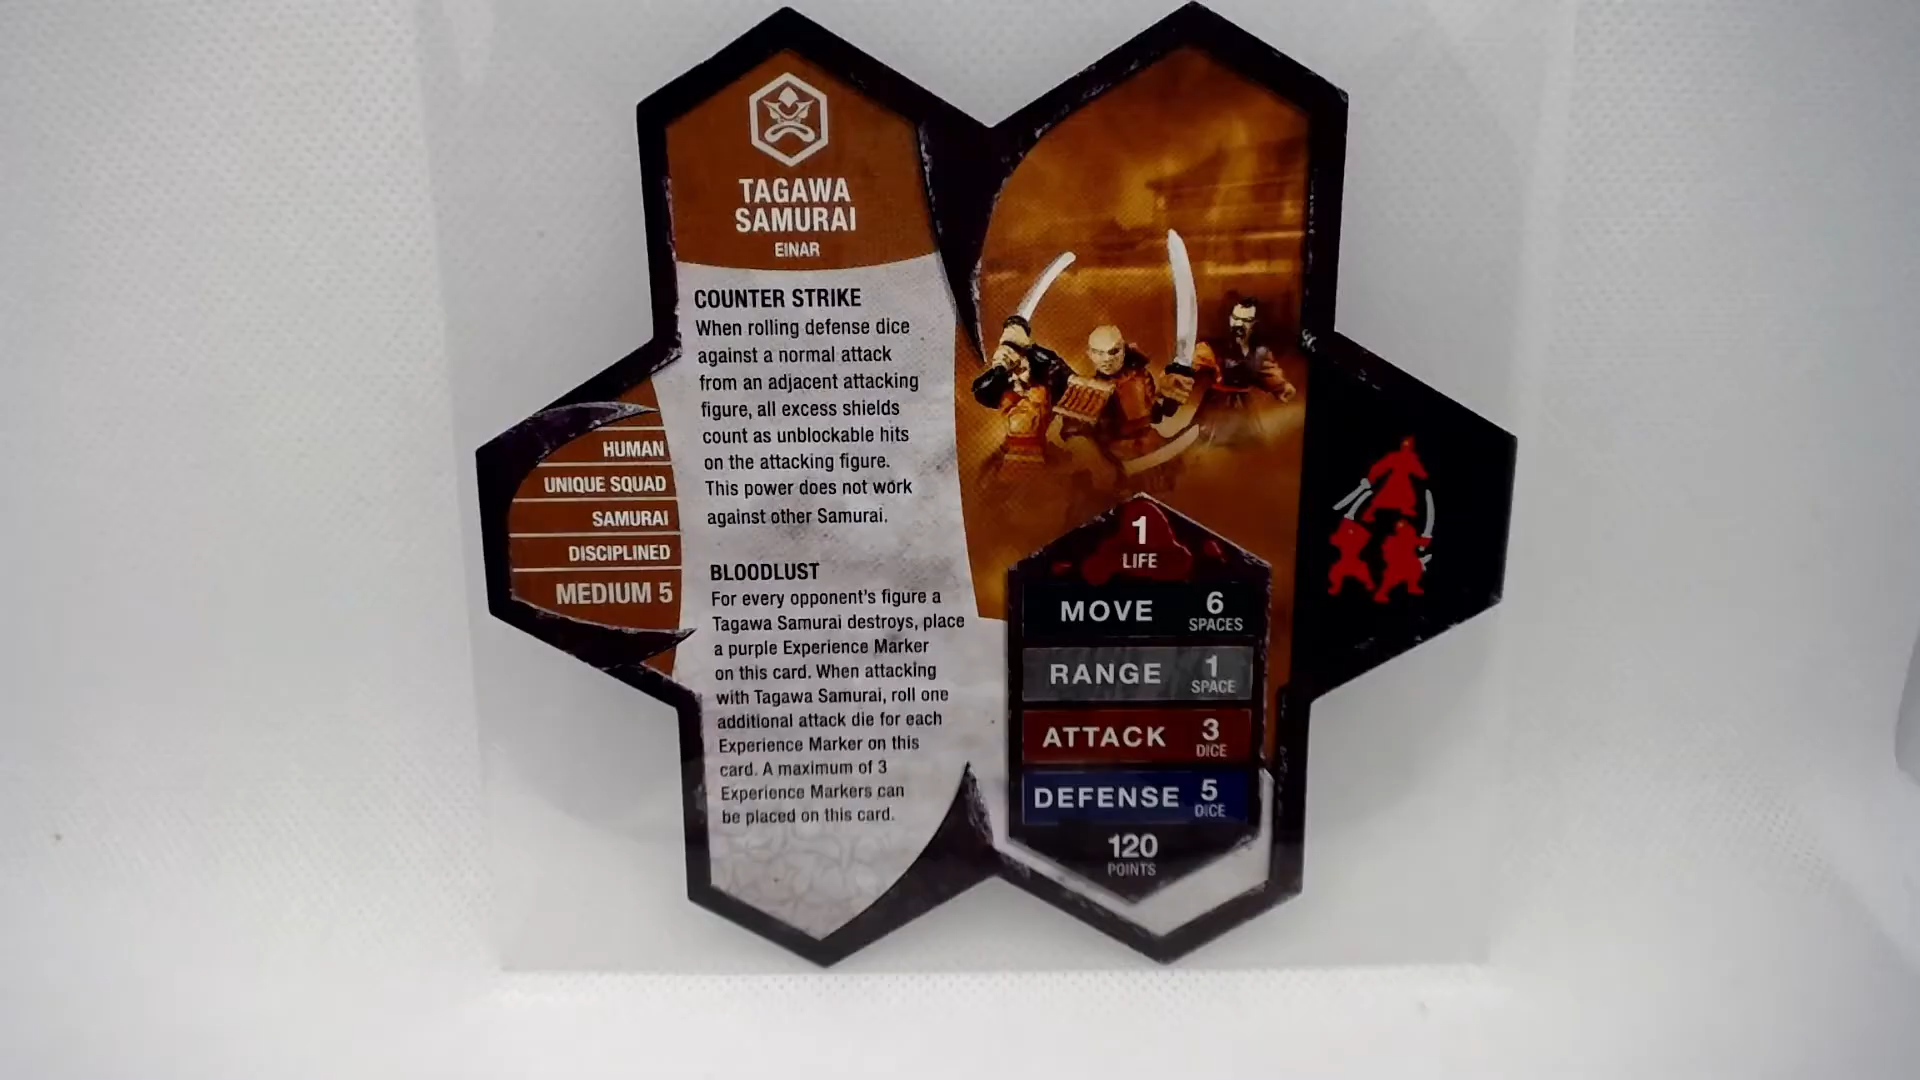 TAGAWA
SAMURAI
EINAR
COUNTER STRIKE
When rolling defense dice
against a normal attack
from an adjacent attacking
figure, all excess shields
count as unblockable hits
on the attacking figure.
This power does not work
against other Samurai.
BLOODLUST
For every opponent's figure a
Tagawa Samurai destroys, place
a purple Experience Marker
on this card. When attacking
with Tagawa Samurai, roll one
additional attack die for each
Experience Marker on this
card. A maximum of 3
Experience Markers can
be placed on this card.
HUMAN
UNIQUE SQUAD
SAMURAI
DISCIPLINED
MEDIUM 5
1
LIFE
MOVE 6
SPACES
RANGE 1
SPACE
ATTACK 3
DICE
DEFENSE 5
DICE
120
POINTS